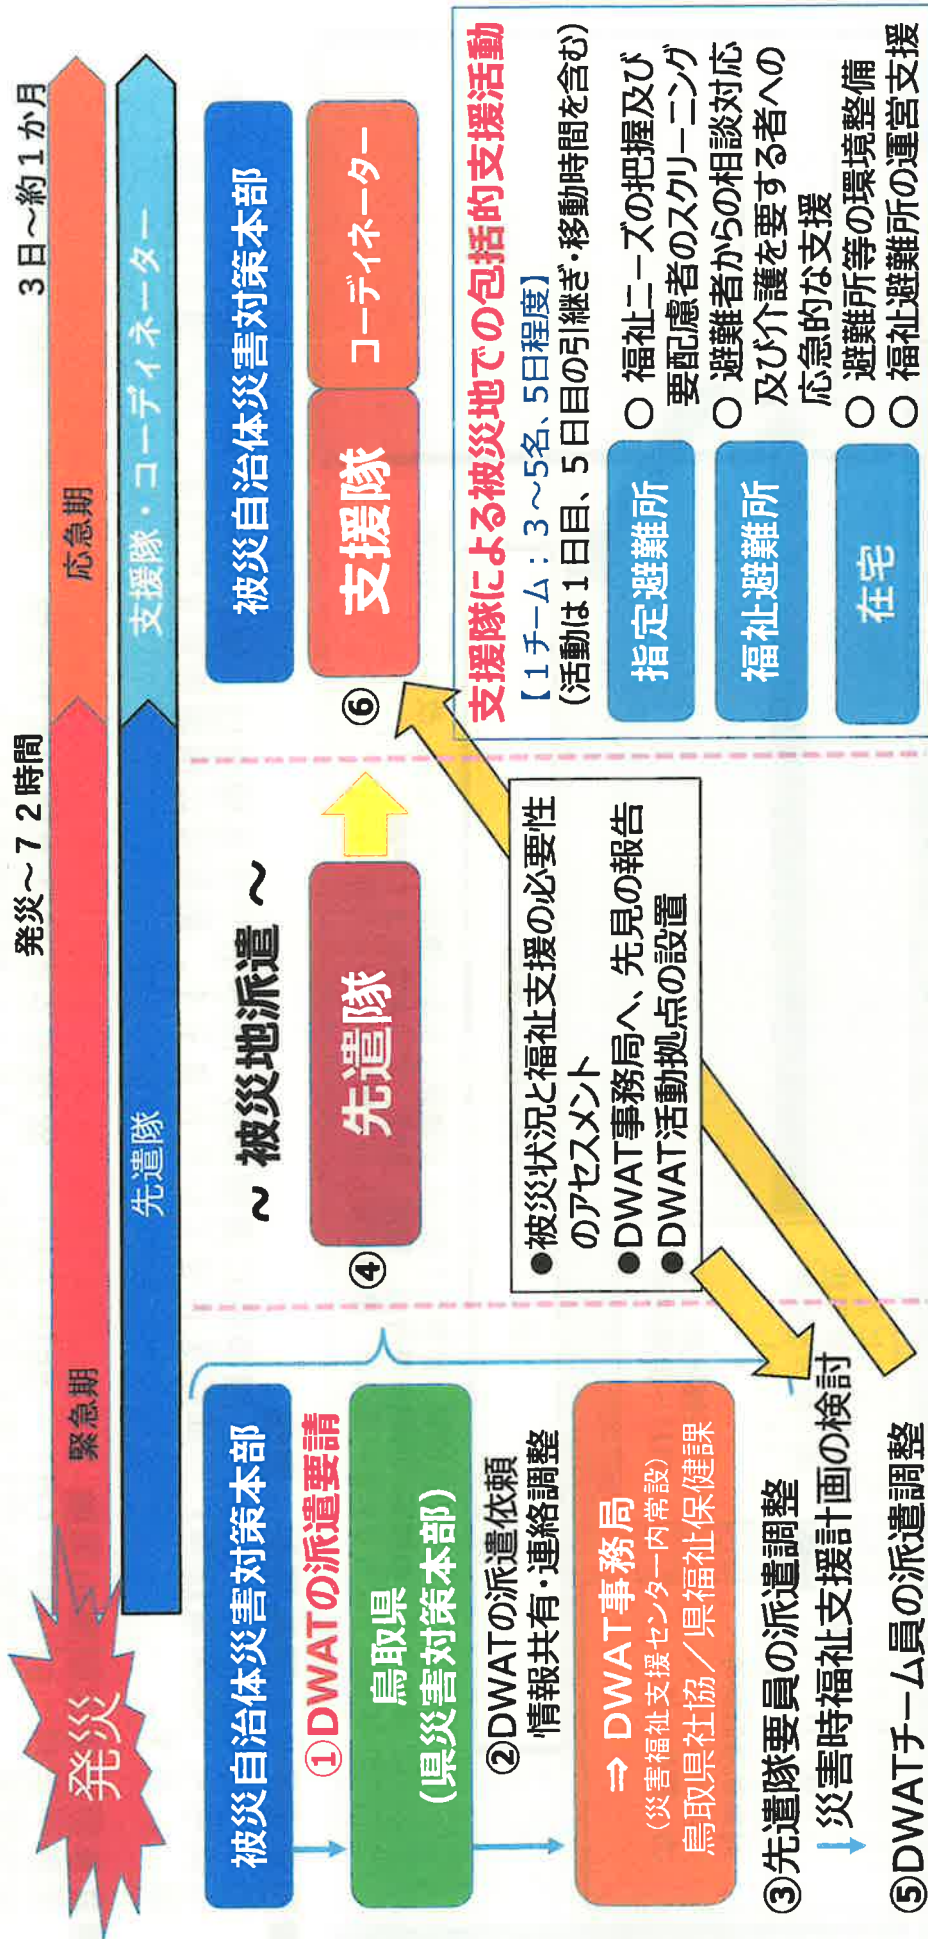 発災～７２時間
３日～約１か月
発災
緊急期
応急期
先遣隊
支援隊・コーディネーター
被災自治体災害対策本部
①DWATの派遣要請
鳥取県
(県災害対策本部)
②DWATの派遣依頼
情報共有・連絡調整
⇒ DWAT事務局
(災害福祉支援センター内常設)
鳥取県社協／県福祉保健課
③先遣隊要員の派遣調整
災害時福祉支援計画の検討
⑤DWATチーム員の派遣調整
～ 被災地派遣 ～
④
先遣隊
●被災状況と福祉支援の必要性
のアセスメント
●DWAT事務局へ、先見の報告
●DWAT活動拠点の設置
被災自治体災害対策本部
⑥
支援隊
コーディネーター
支援隊による被災地での包括的支援活動
【１チーム：３～５名、５日程度】
(活動は１日目、５日目の引継ぎ・移動時間を含む)
指定避難所
福祉避難所
在宅
○ 福祉ニーズの把握及び
要配慮者のスクリーニング
○ 避難者からの相談対応
及び介護を要する者への
応急的な支援
○ 避難所等の環境整備
○ 福祉避難所の運営支援